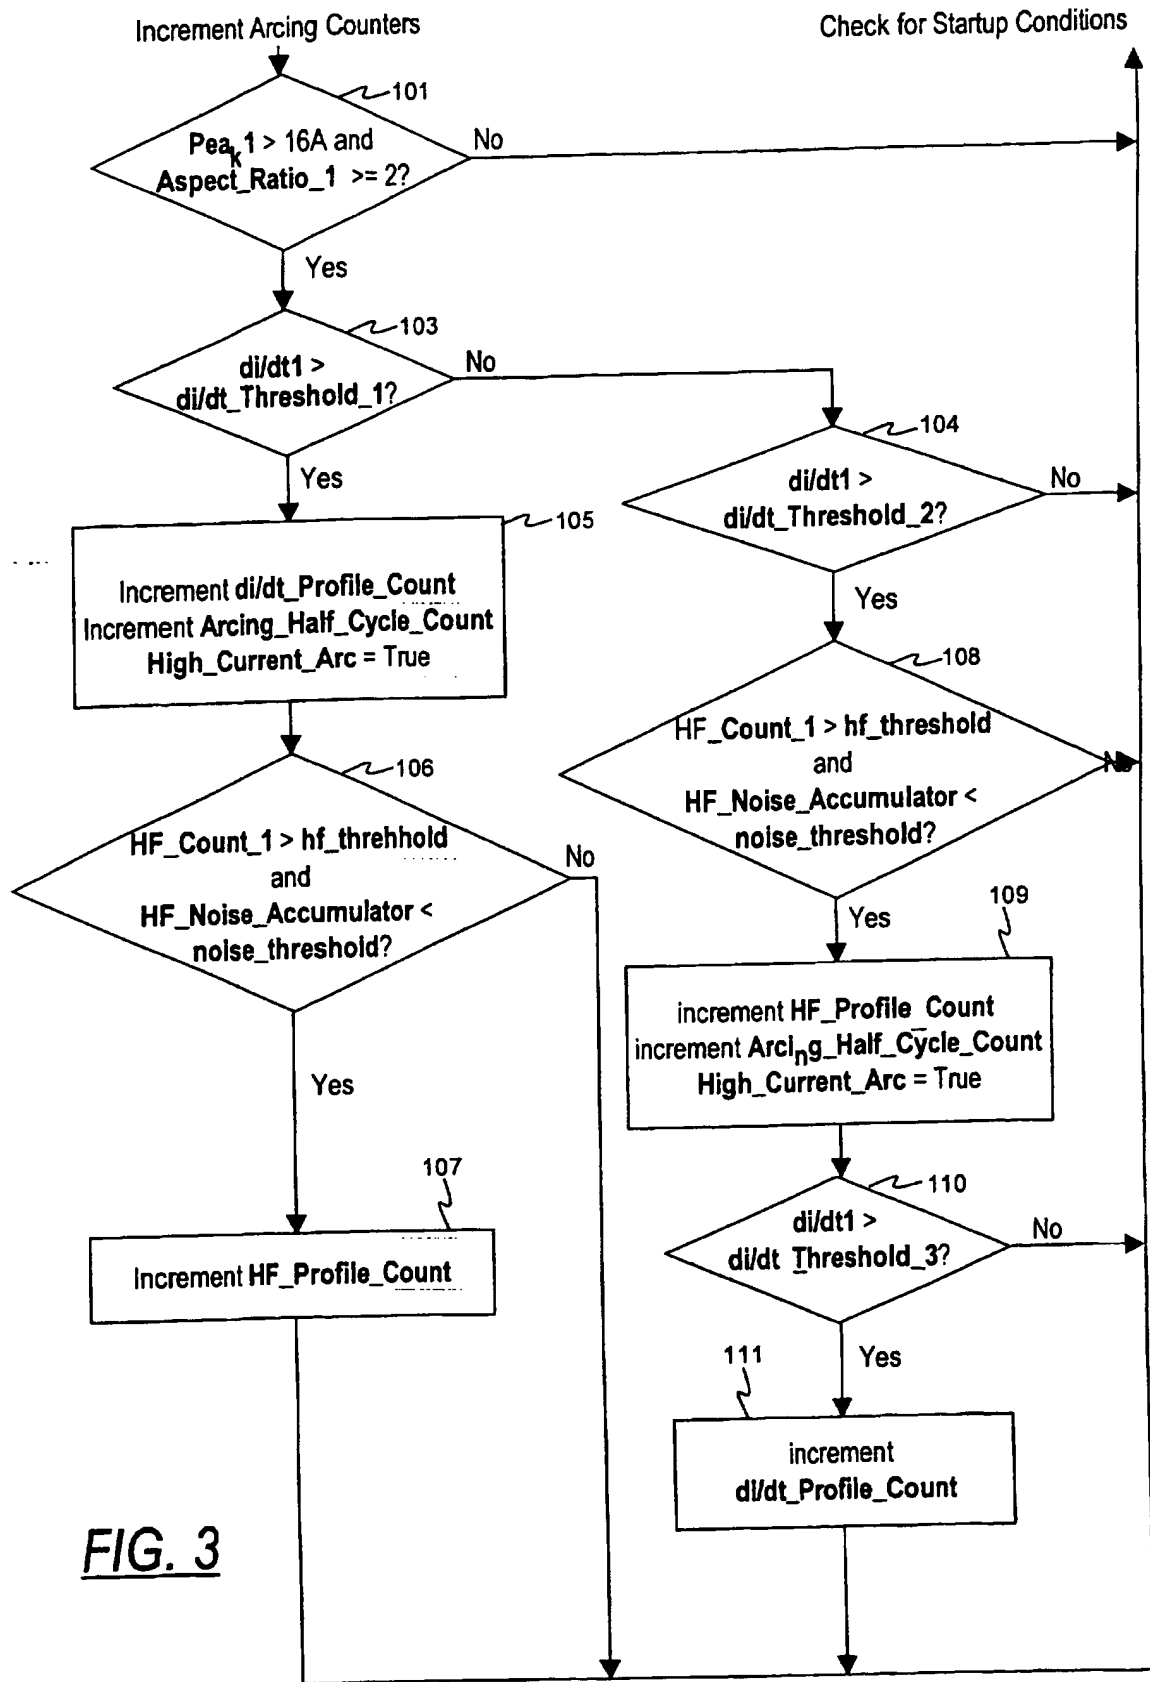 Increment Arcing Counters
Check for Startup Conditions
101
Peak1 > 16A and
Aspect_Ratio_1 >= 2?
No
Yes
103
di/dt1 >
di/dt_Threshold_1?
No
Yes
104
di/dt1 >
di/dt_Threshold_2?
No
Yes
105
Increment di/dt_Profile_Count
Increment Arcing_Half_Cycle_Count
High_Current_Arc = True
108
HF_Count_1 > hf_threshold
and
HF_Noise_Accumulator <
noise_threshold?
No
Yes
106
HF_Count_1 > hf_threhhold
and
HF_Noise_Accumulator <
noise_threshold?
No
Yes
109
increment HF_Profile_Count
increment Arcing_Half_Cycle_Count
High_Current_Arc = True
107
Increment HF_Profile_Count
110
di/dt1 >
di/dt_Threshold_3?
No
Yes
111
increment
di/dt_Profile_Count
FIG. 3